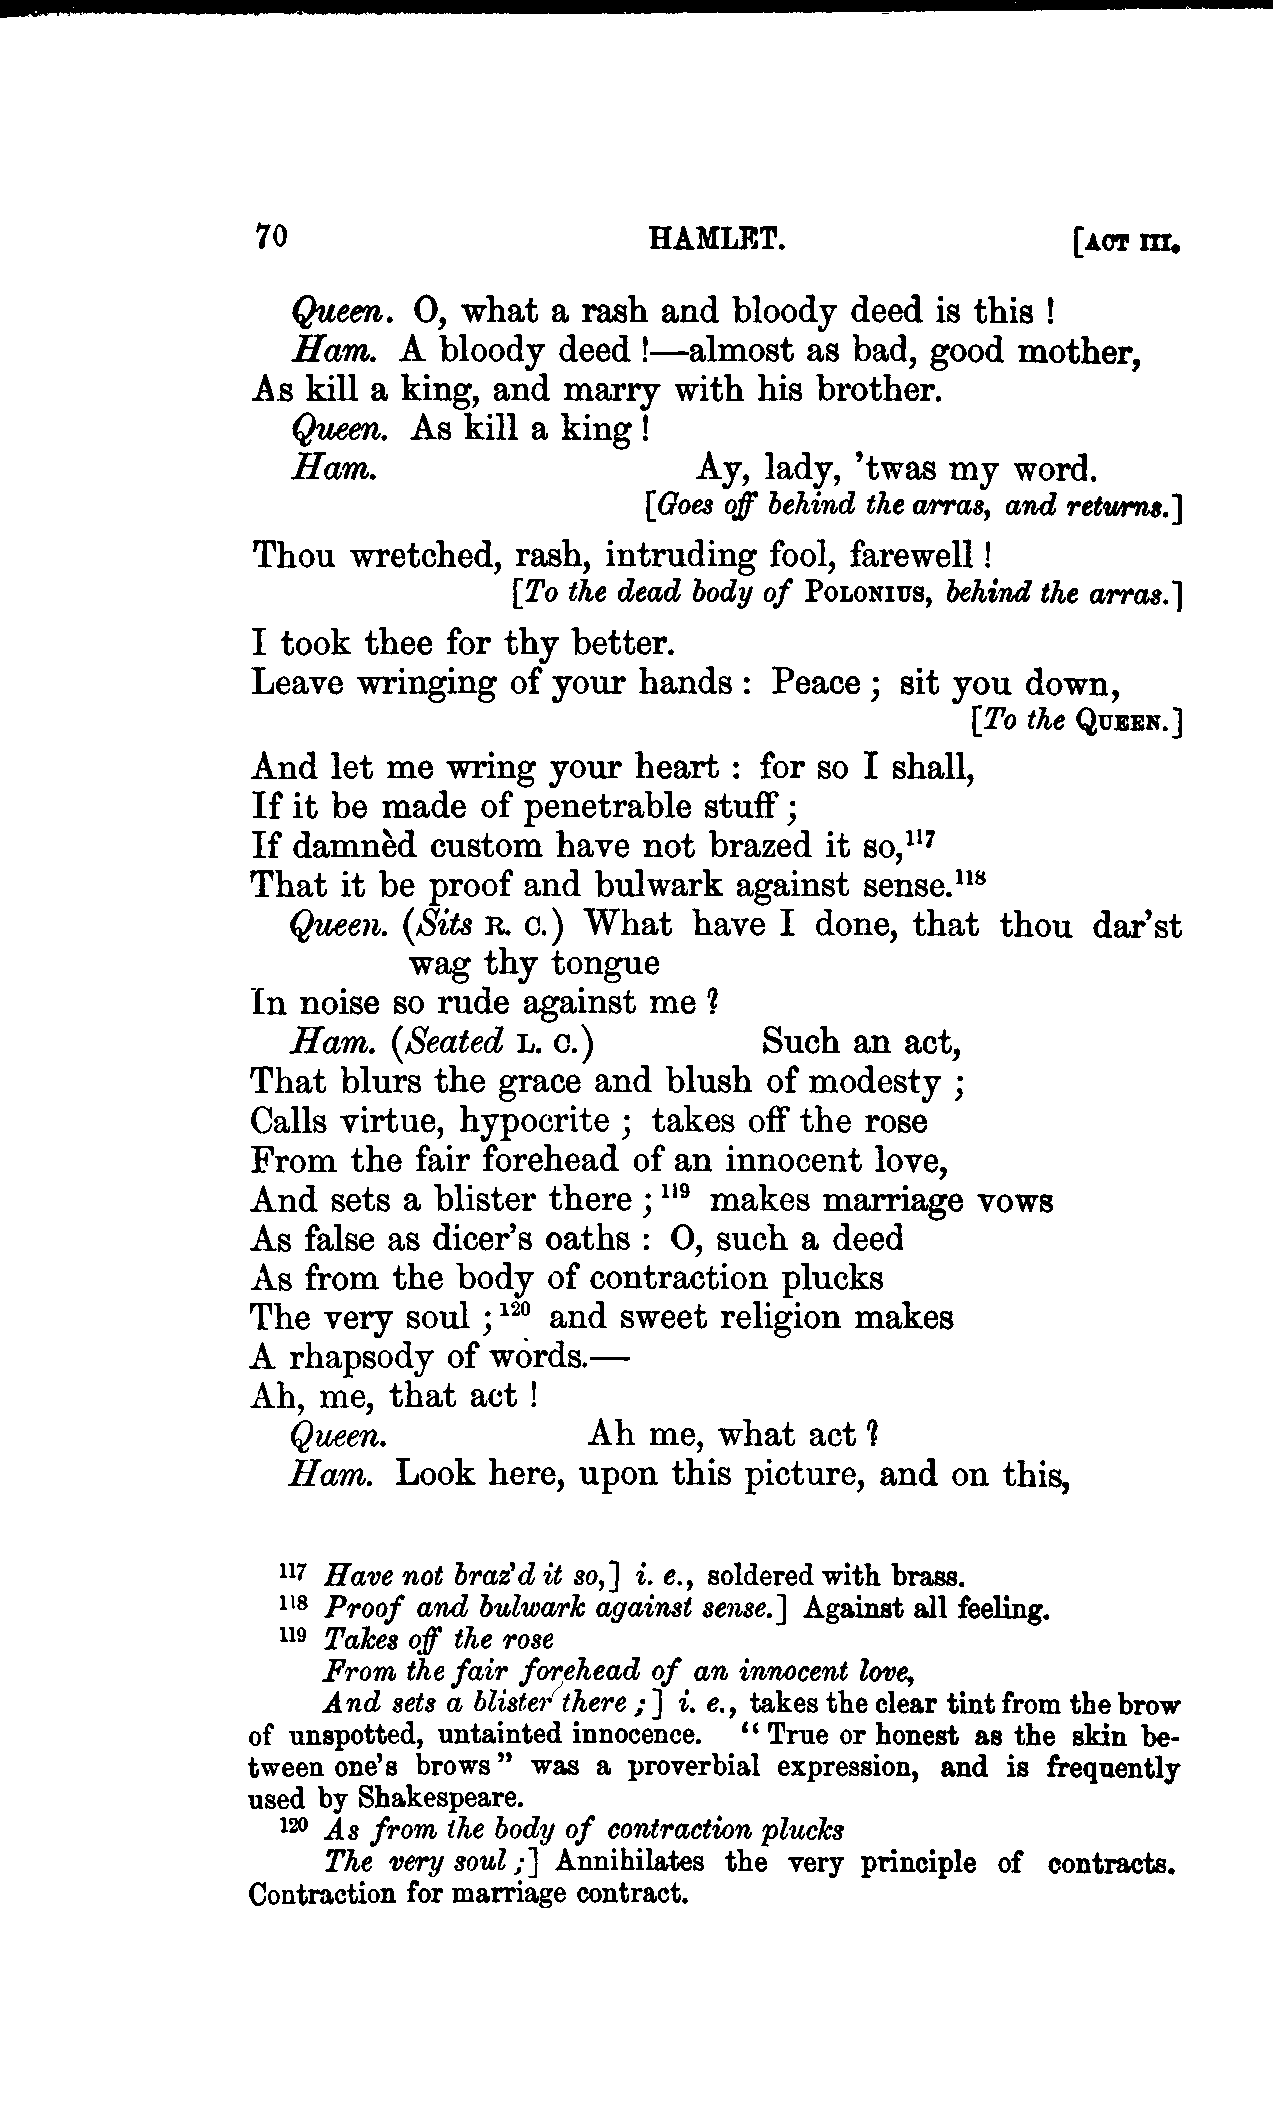 70 HAMLET. [ACT III.
Queen. O, what a rash and bloody deed is this !
Ham. A bloody deed !—almost as bad, good mother,
As kill a king, and marry with his brother.
Queen. As kill a king !
Ham. Ay, lady, 'twas my word.
[Goes off behind the arras, and returns.]
Thou wretched, rash, intruding fool, farewell !
[To the dead body of POLONIUS, behind the arras.]
I took thee for thy better.
Leave wringing of your hands : Peace ; sit you down,
[To the QUEEN.]
And let me wring your heart : for so I shall,
If it be made of penetrable stuff ;
If damnèd custom have not brazed it so,¹¹⁷
That it be proof and bulwark against sense.¹¹⁸
Queen. (Sits R. C.) What have I done, that thou dar'st
wag thy tongue
In noise so rude against me ?
Ham. (Seated L. C.) Such an act,
That blurs the grace and blush of modesty ;
Calls virtue, hypocrite ; takes off the rose
From the fair forehead of an innocent love,
And sets a blister there ;¹¹⁹ makes marriage vows
As false as dicer's oaths : O, such a deed
As from the body of contraction plucks
The very soul ;¹²⁰ and sweet religion makes
A rhapsody of words.—
Ah, me, that act !
Queen. Ah me, what act ?
Ham. Look here, upon this picture, and on this,
¹¹⁷ Have not braz'd it so,] i. e., soldered with brass.
¹¹⁸ Proof and bulwark against sense.] Against all feeling.
¹¹⁹ Takes off the rose
From the fair forehead of an innocent love,
And sets a blister there ;] i. e., takes the clear tint from the brow
of unspotted, untainted innocence. "True or honest as the skin be-
tween one's brows" was a proverbial expression, and is frequently
used by Shakespeare.
¹²⁰ As from the body of contraction plucks
The very soul ;] Annihilates the very principle of contracts.
Contraction for marriage contract.